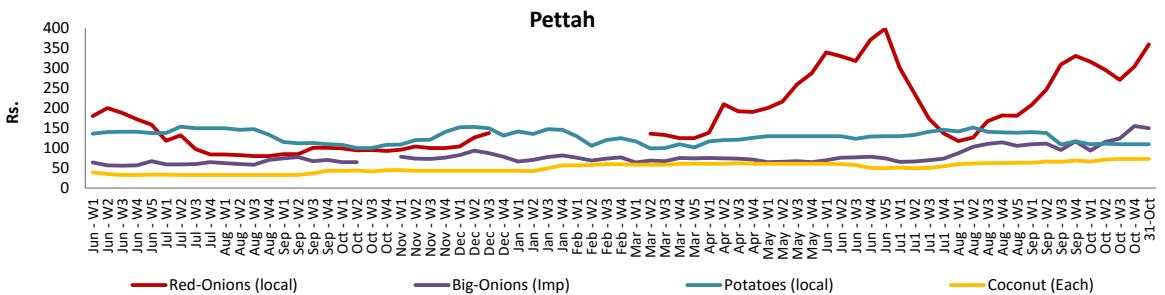 Pettah
Rs.
400
350
300
250
200
150
100
50
0
Jun - W1
Jun - W2
Jun - W3
Jun - W4
Jun - W5
Jul - W1
Jul - W2
Jul - W3
Jul - W4
Aug - W1
Aug - W2
Aug - W3
Aug - W4
Sep - W1
Sep - W2
Sep - W3
Sep - W4
Oct - W1
Oct - W2
Oct - W3
Oct - W4
Nov - W1
Nov - W2
Nov - W3
Nov - W4
Dec - W1
Dec - W2
Dec - W3
Dec - W4
Jan - W1
Jan - W2
Jan - W3
Jan - W4
Feb - W1
Feb - W2
Feb - W3
Feb - W4
Mar - W1
Mar - W2
Mar - W3
Mar - W4
Mar - W5
Apr - W1
Apr - W2
Apr - W3
Apr - W4
May - W1
May - W2
May - W3
May - W4
Jun - W1
Jun - W2
Jun - W3
Jun - W4
Jun - W5
Ju1 - W1
Ju1 - W2
Ju1 - W3
Ju1 - W4
Aug - W1
Aug - W2
Aug - W3
Aug - W4
Aug - W5
Sep - W1
Sep - W2
Sep - W3
Sep - W4
Oct - W1
Oct - W2
Oct - W3
Oct - W4
31-Oct
Red-Onions (local)
Big-Onions (Imp)
Potatoes (local)
Coconut (Each)